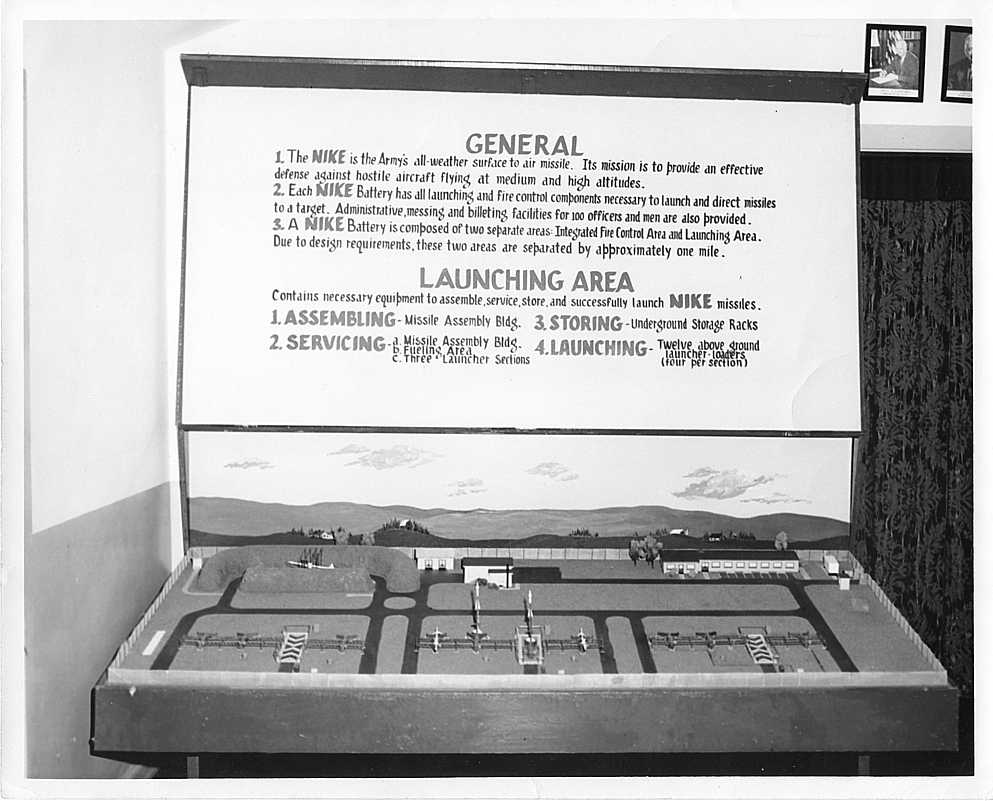 GENERAL
1. The NIKE is the Army's all-weather surface to air missile. Its mission is to provide an effective
defense against hostile aircraft flying at medium and high altitudes.
2. Each NIKE Battery has all launching and fire control components necessary to launch and direct missiles
to a target. Administrative, messing and billeting facilities for 100 officers and men are also provided.
3. A NIKE Battery is composed of two separate areas: Integrated Fire Control Area and Launching Area.
Due to design requirements, these two areas are separated by approximately one mile.
LAUNCHING AREA
Contains necessary equipment to assemble, service, store, and successfully launch NIKE missiles.
1. ASSEMBLING - Missile Assembly Bldg.
2. SERVICING - a. Missile Assembly Bldg.
b. Fueling Area
c. Three Launcher Sections
3. STORING - Underground Storage Racks
4. LAUNCHING - Twelve above ground
launcher-loaders
(four per section)